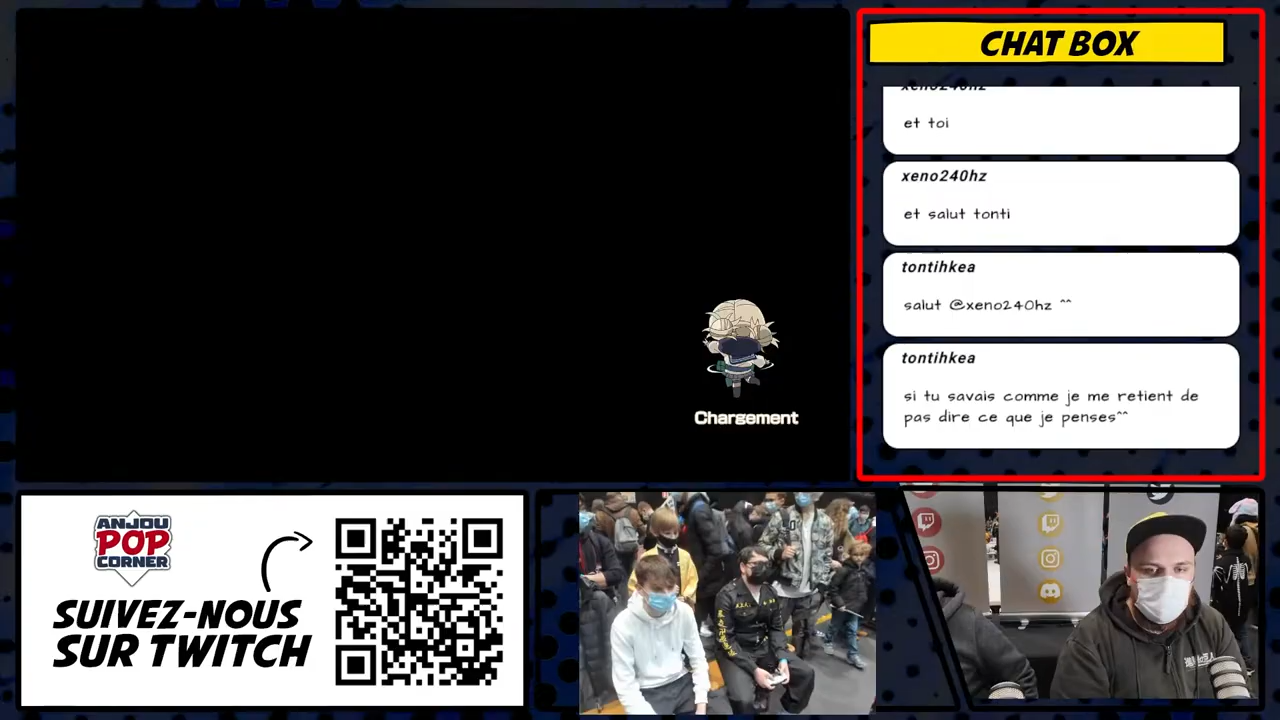 CHAT BOX
xeno240hz
et toi
xeno240hz
et salut tonti
tontihkea
salut @xeno240hz ^^
tontihkea
si tu savais comme je me retient de
pas dire ce que je penses^^
Chargement
ANJOU
POP
CORNER
SUIVEZ-NOUS
SUR TWITCH